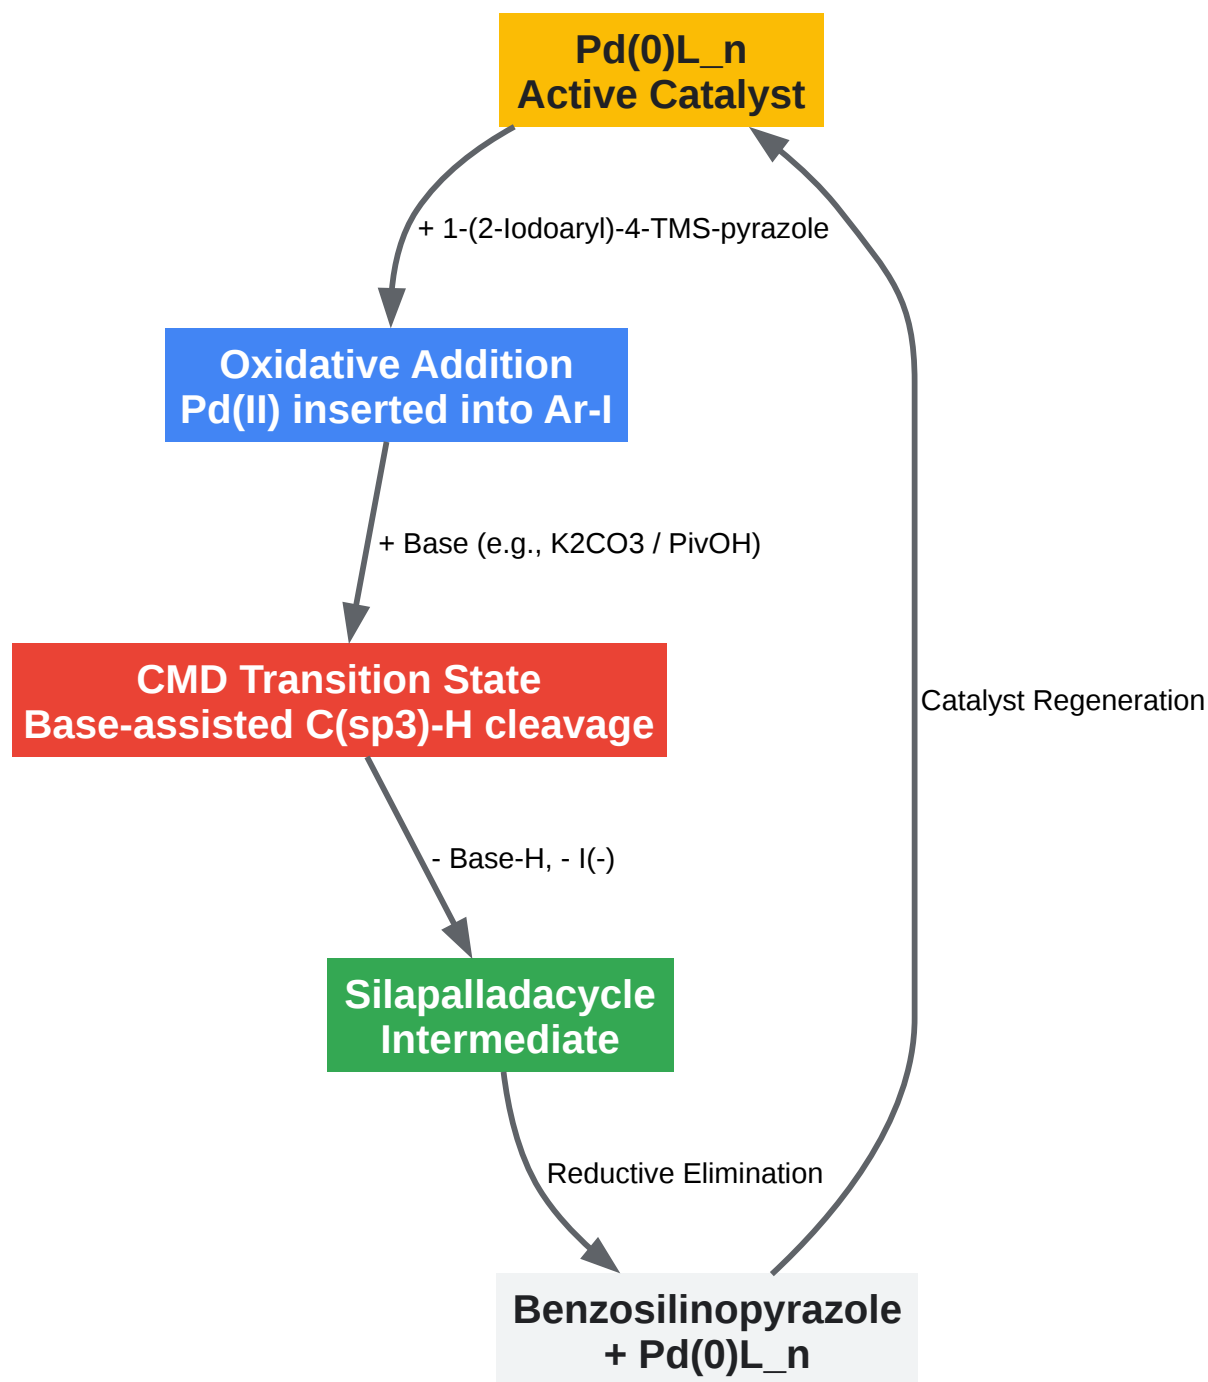 Pd(0)L_n
Active Catalyst
+ 1-(2-Iodoaryl)-4-TMS-pyrazole
Oxidative Addition
Pd(II) inserted into Ar-I
+ Base (e.g., K2CO3 / PivOH)
CMD Transition State
Base-assisted C(sp3)-H cleavage
Catalyst Regeneration
- Base-H, - I(-)
Silapalladacycle
Intermediate
Reductive Elimination
Benzosilinopyrazole
+ Pd(0)L_n